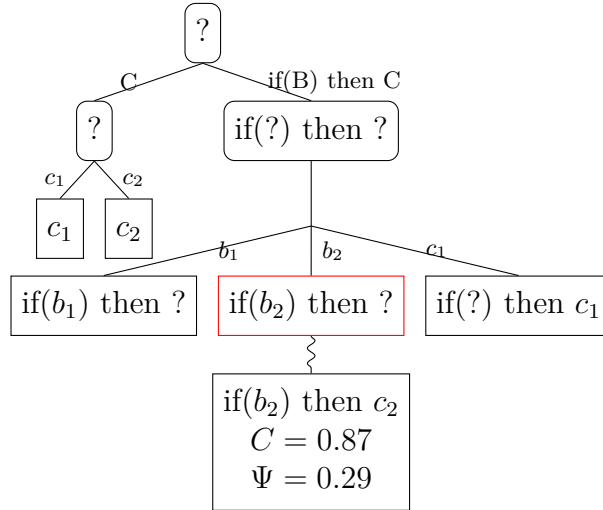 ?
C if(B) then C
? if(?) then ?
c₁ c₂
c₁ c₂
b₁ b₂ c₁
if(b₁) then ? if(b₂) then ? if(?) then c₁
if(b₂) then c₂
C = 0.87
Ψ = 0.29